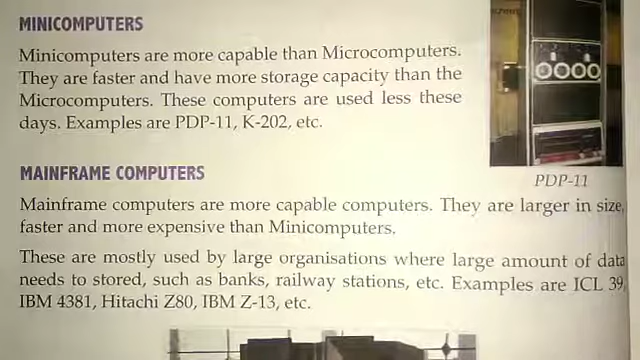 MINICOMPUTERS
Minicomputers are more capable than Microcomputers.
They are faster and have more storage capacity than the
Microcomputers. These computers are used less these
days. Examples are PDP-11, K-202, etc.
PDP-11
MAINFRAME COMPUTERS
Mainframe computers are more capable computers. They are larger in size,
faster and more expensive than Minicomputers.
These are mostly used by large organisations where large amount of data
needs to stored, such as banks, railway stations, etc. Examples are ICL 39,
IBM 4381, Hitachi Z80, IBM Z-13, etc.